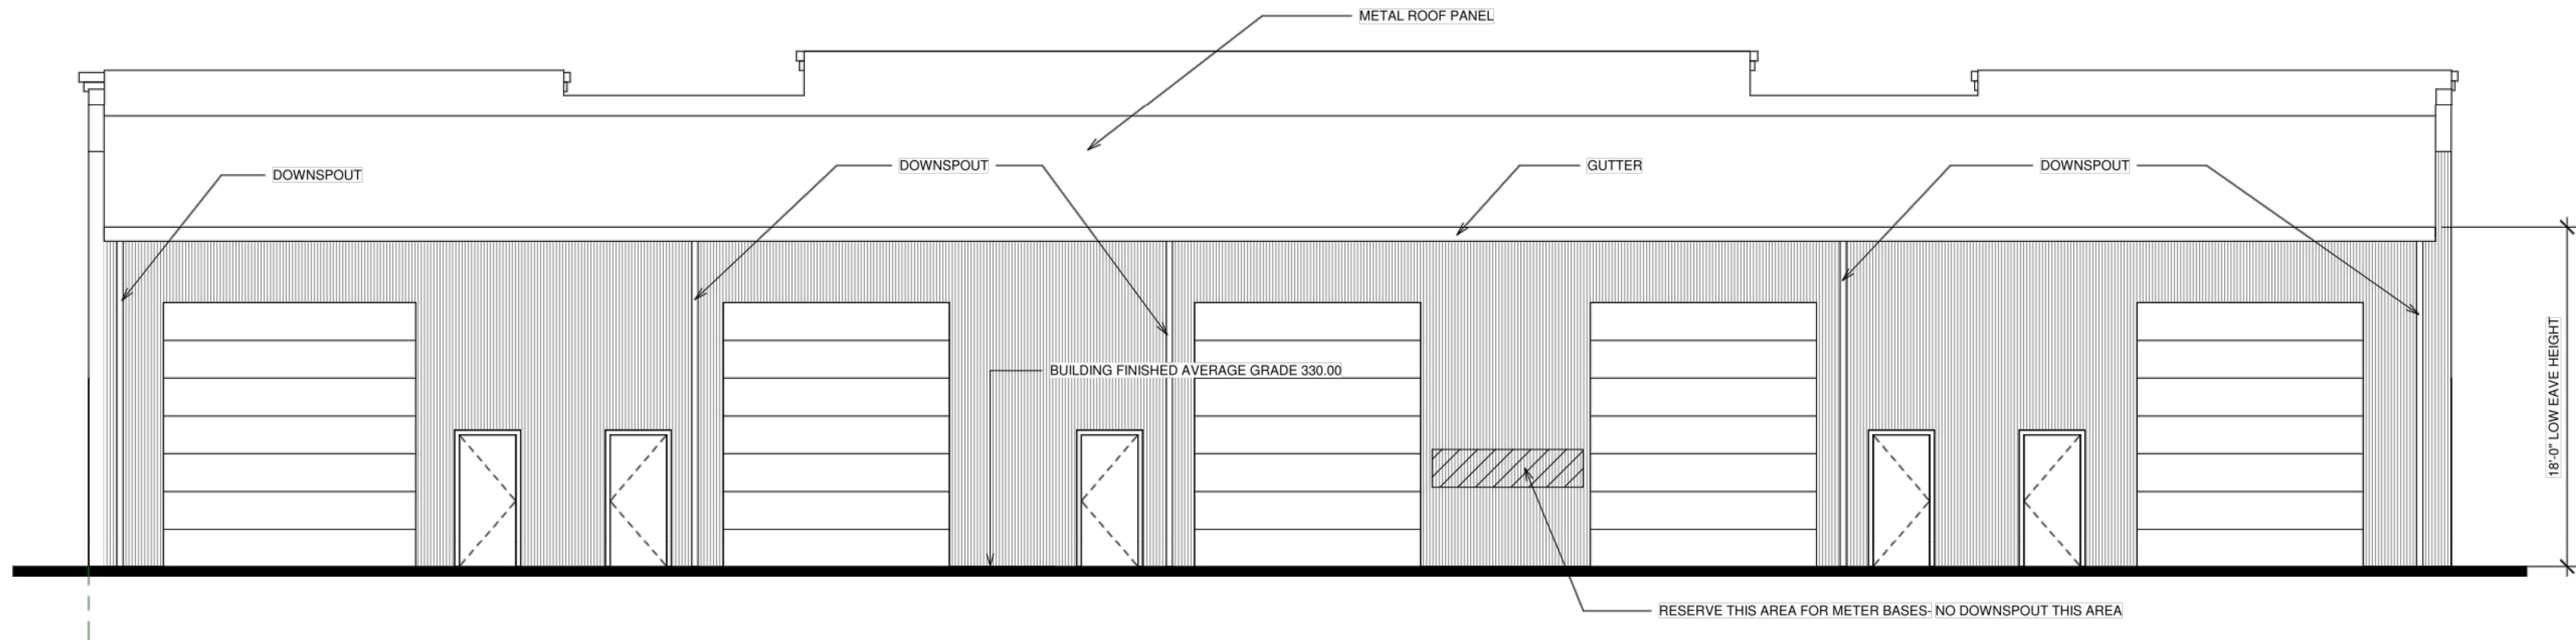 METAL ROOF PANEL
DOWNSPOUT
DOWNSPOUT
GUTTER
DOWNSPOUT
BUILDING FINISHED AVERAGE GRADE 330.00
18'-0" LOW EAVE HEIGHT
RESERVE THIS AREA FOR METER BASES- NO DOWNSPOUT THIS AREA